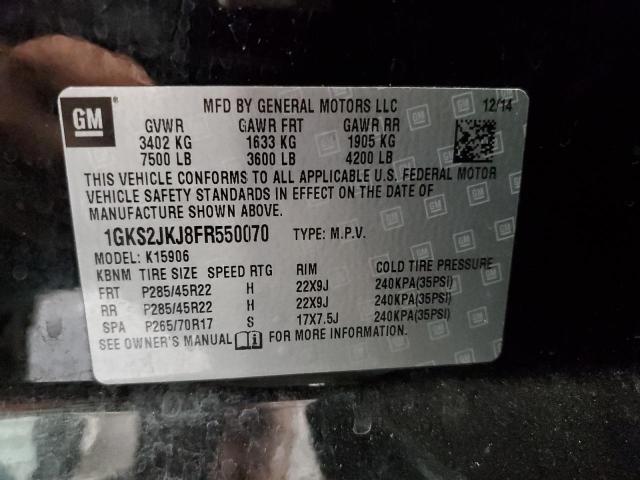 GM ® MFD BY GENERAL MOTORS LLC 12/14
GVWR GAWR FRT GAWR RR
3402 KG 1633 KG 1905 KG
7500 LB 3600 LB 4200 LB
THIS VEHICLE CONFORMS TO ALL APPLICABLE U.S. FEDERAL MOTOR
VEHICLE SAFETY STANDARDS IN EFFECT ON THE DATE OF
MANUFACTURE SHOWN ABOVE.
1GKS2JKJ8FR550070 TYPE: M.P.V.
MODEL: K15906
KBNM TIRE SIZE SPEED RTG RIM COLD TIRE PRESSURE
FRT P285/45R22 H 22X9J 240KPA(35PSI)
RR P285/45R22 H 22X9J 240KPA(35PSI)
SPA P265/70R17 S 17X7.5J 240KPA(35PSI)
SEE OWNER'S MANUAL i FOR MORE INFORMATION.